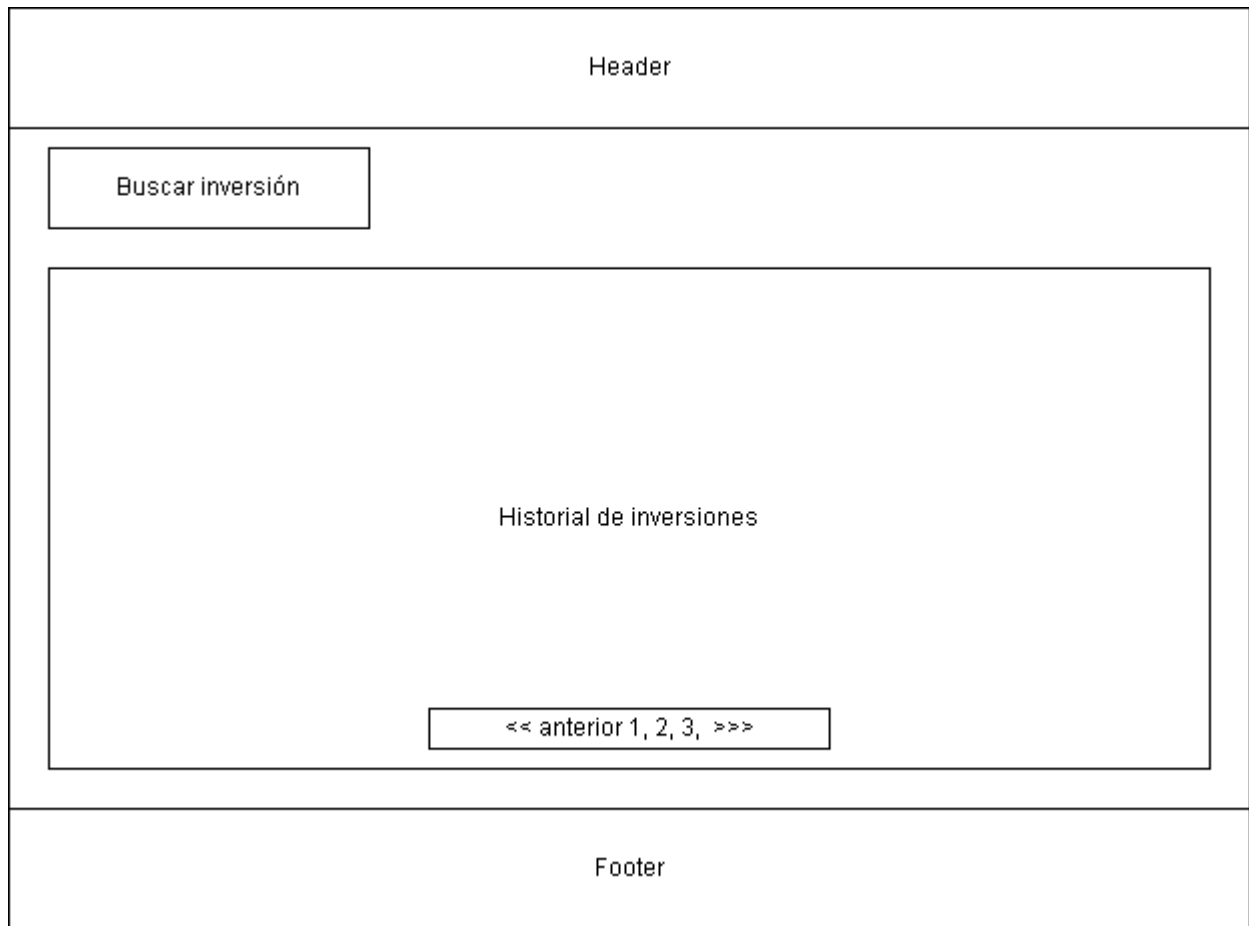 Header
Buscar inversión
Historial de inversiones
<< anterior 1, 2, 3, >>>
Footer